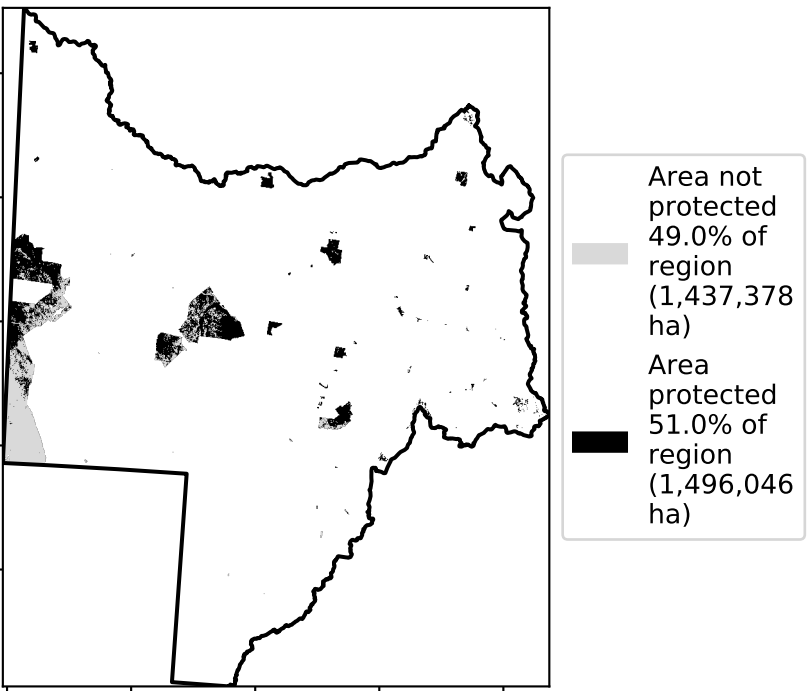 Area not
protected
49.0% of
region
(1,437,378
ha)
Area
protected
51.0% of
region
(1,496,046
ha)